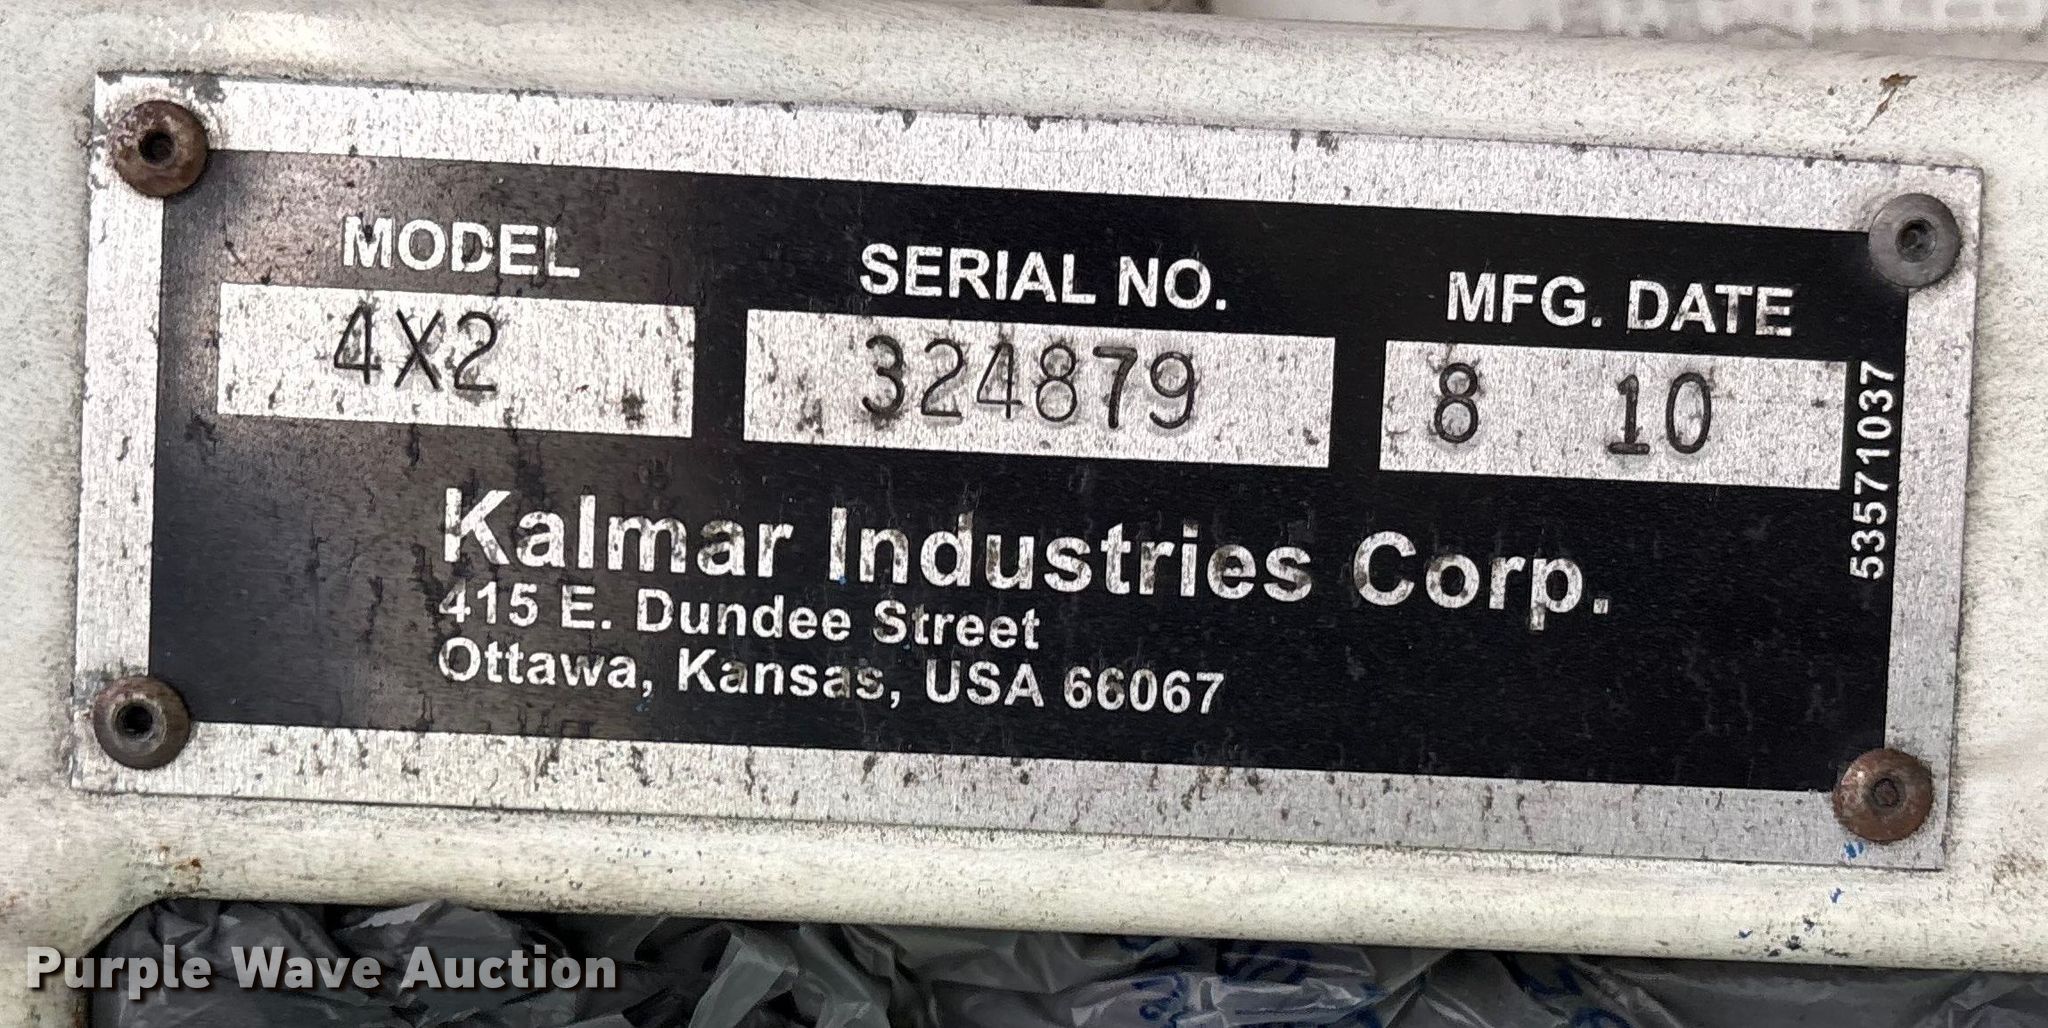 MODEL SERIAL NO. MFG. DATE
4X2 324879 8 10
53571037
Kalmar Industries Corp.
415 E. Dundee Street
Ottawa, Kansas, USA 66067
Purple Wave Auction